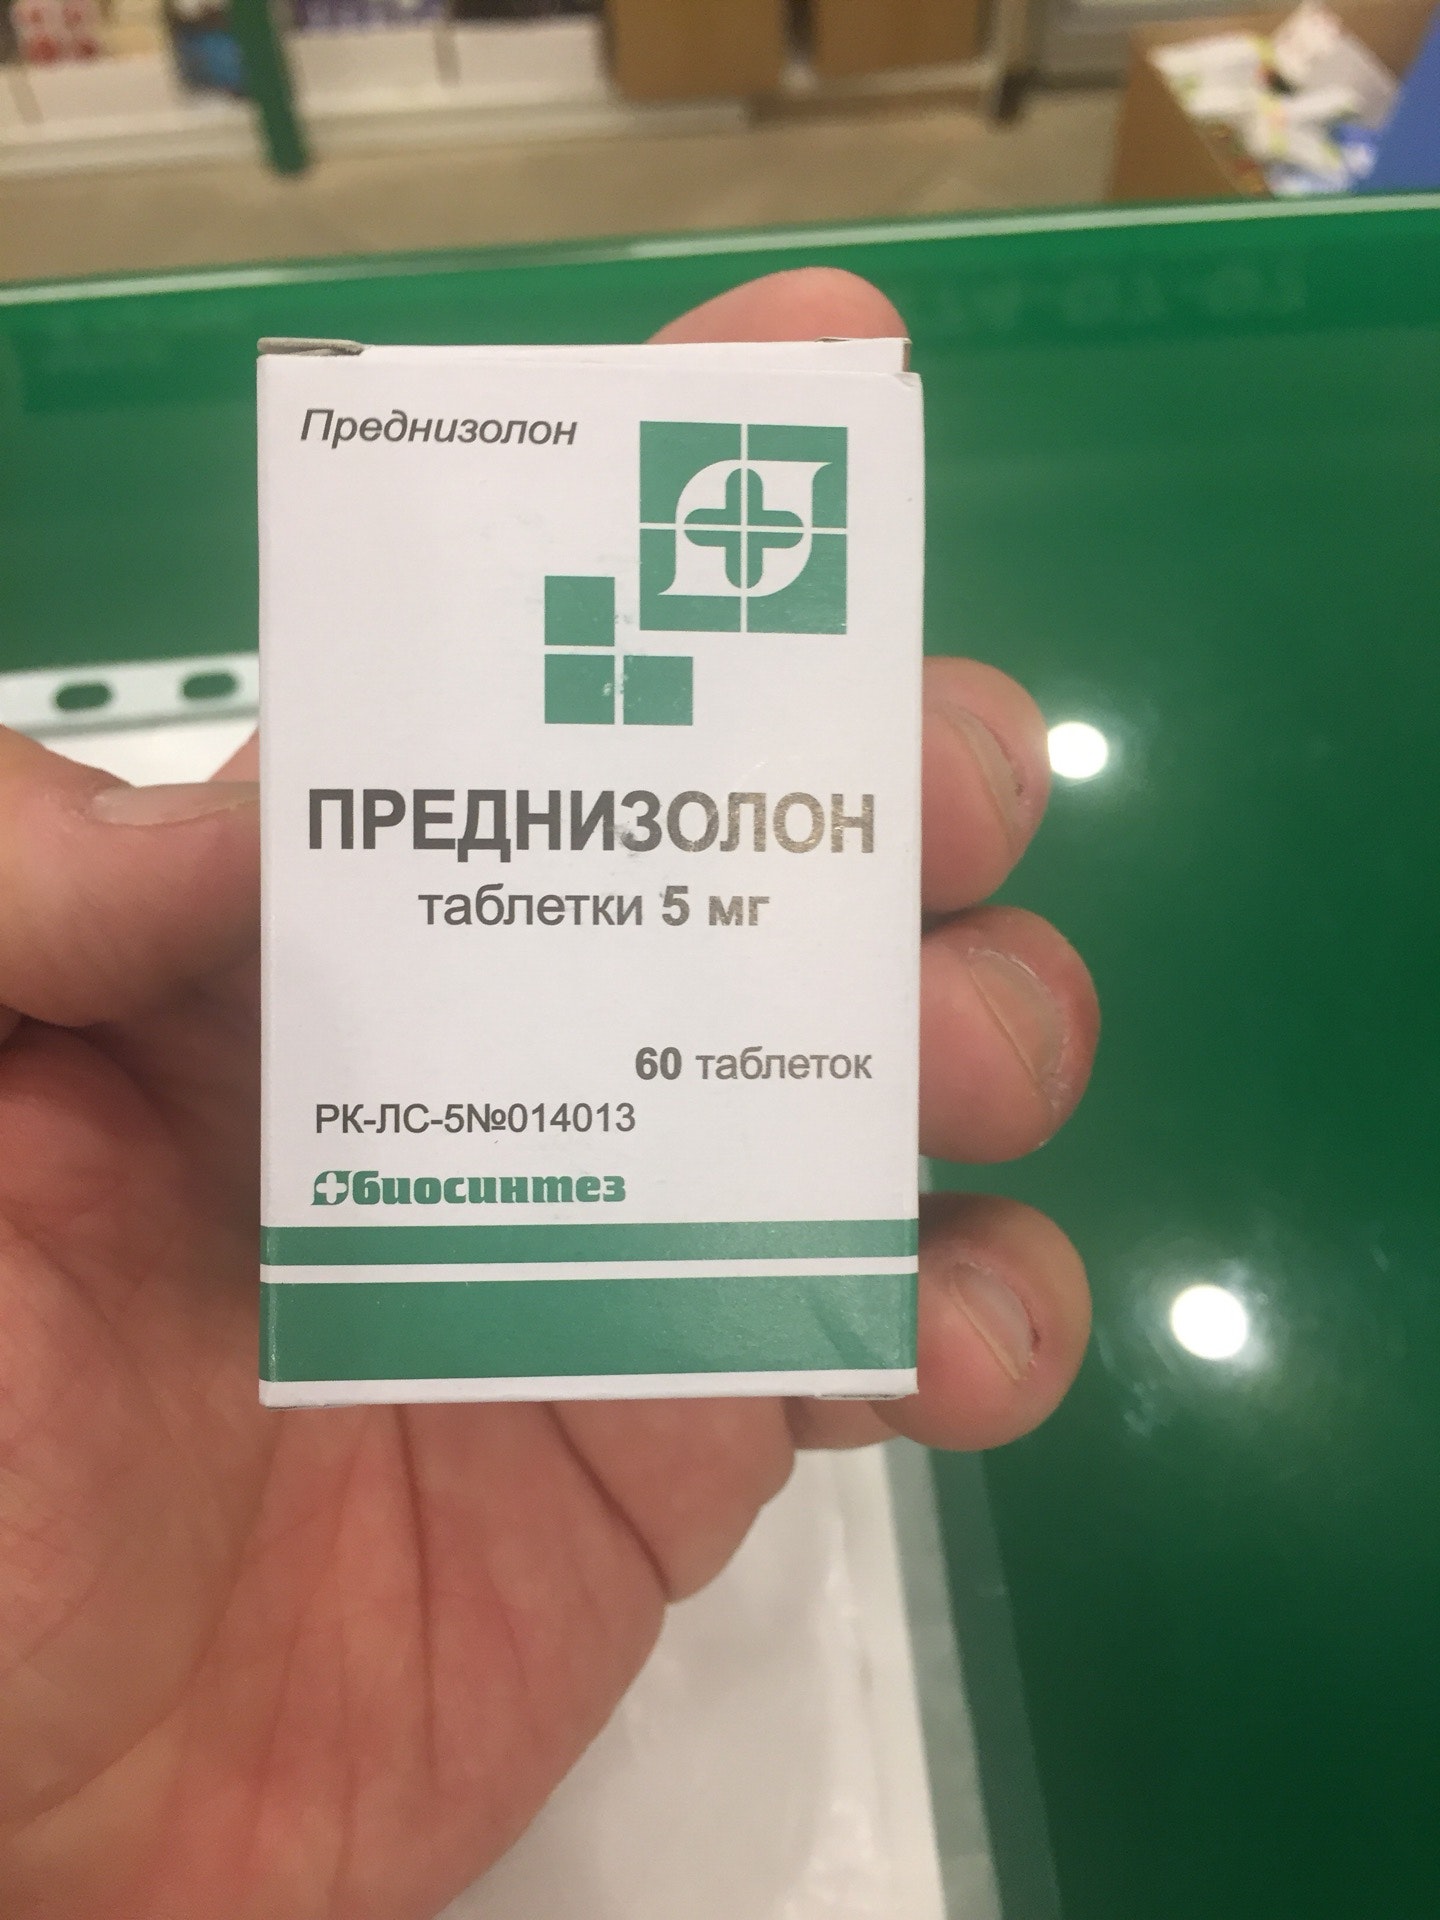 Преднизолон
ПРЕДНИЗОЛОН
таблетки 5 мг
60 таблеток
РК-ЛС-5№014013
биосинтез